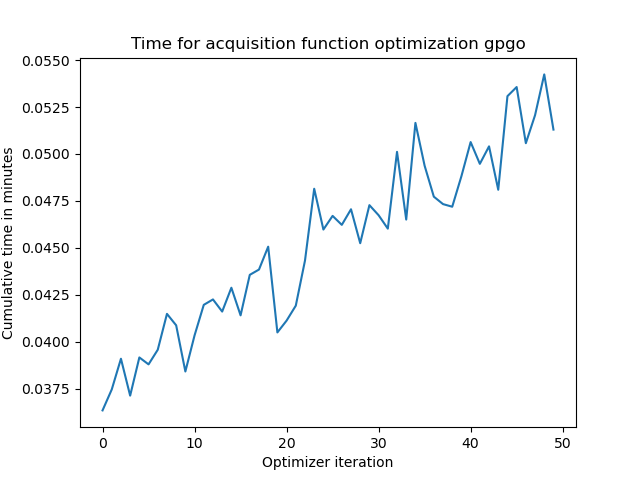 Time for acquisition function optimization gpgo
0.0550
0.0525
0.0500
0.0475
0.0450
0.0425
0.0400
0.0375
Cumulative time in minutes
0 10 20 30 40 50
Optimizer iteration